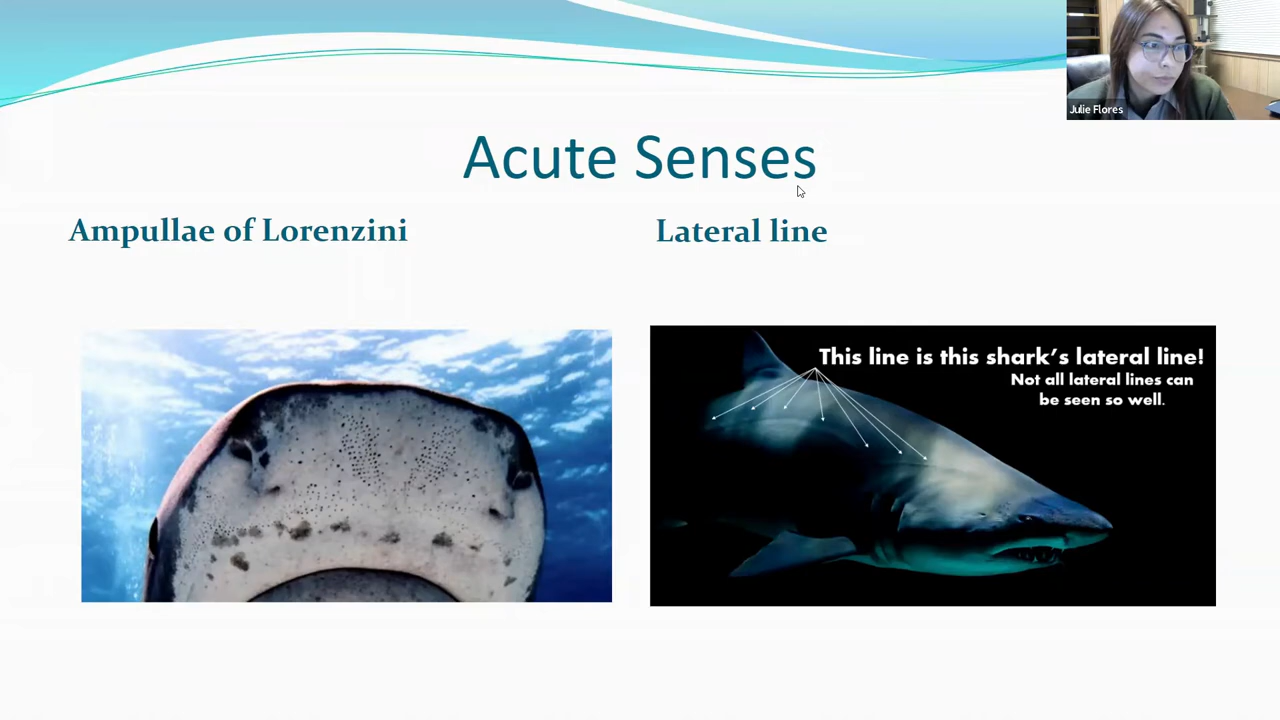 Julie Flores
Acute Senses
Ampullae of Lorenzini
Lateral line
This line is this shark's lateral line!
Not all lateral lines can
be seen so well.